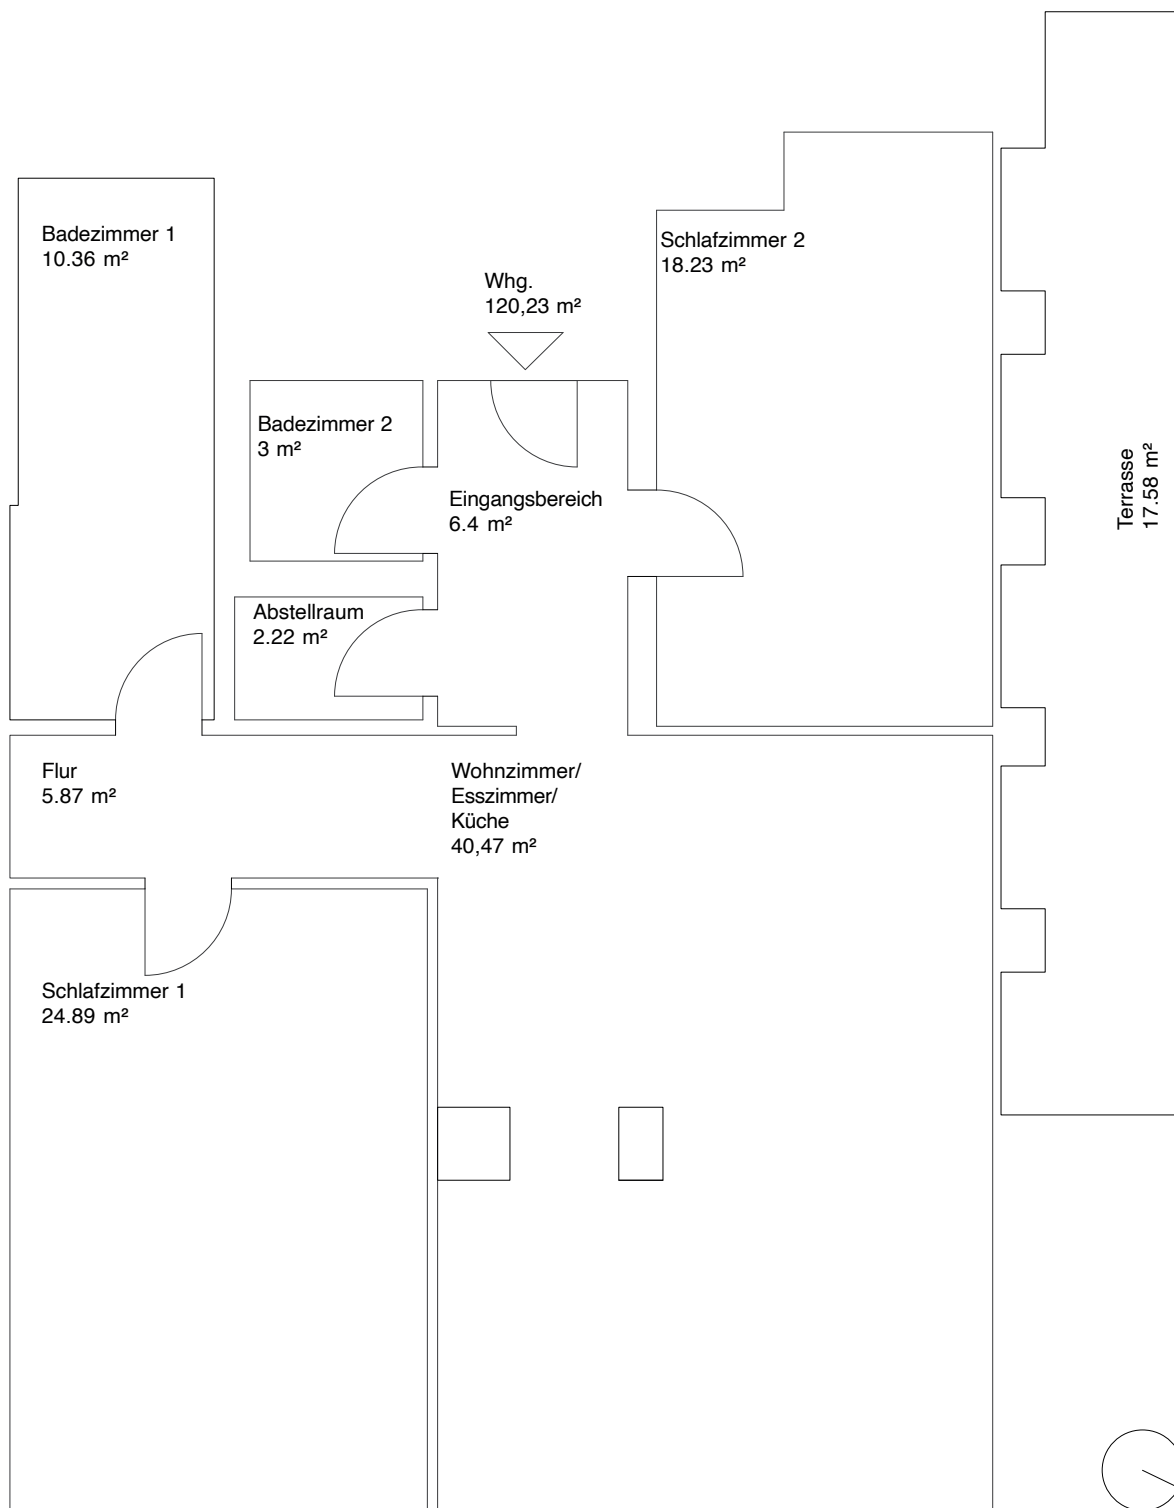 Badezimmer 1
10.36 m²
Schlafzimmer 2
18.23 m²
Whg.
120,23 m²
Badezimmer 2
3 m²
Eingangsbereich
6.4 m²
Terrasse
17.58 m²
Abstellraum
2.22 m²
Flur
5.87 m²
Wohnzimmer/
Esszimmer/
Küche
40,47 m²
Schlafzimmer 1
24.89 m²